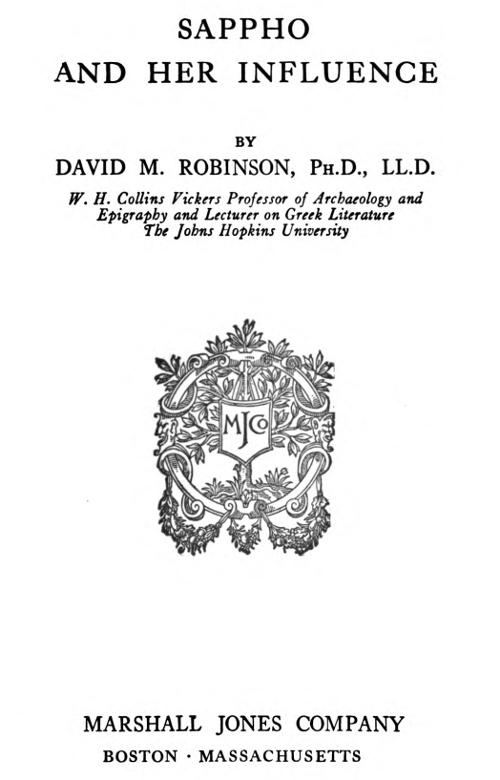 SAPPHO
AND HER INFLUENCE
BY
DAVID M. ROBINSON, PH.D., LL.D.
W. H. Collins Vickers Professor of Archaeology and
Epigraphy and Lecturer on Greek Literature
The Johns Hopkins University
MJCo
MARSHALL JONES COMPANY
BOSTON · MASSACHUSETTS